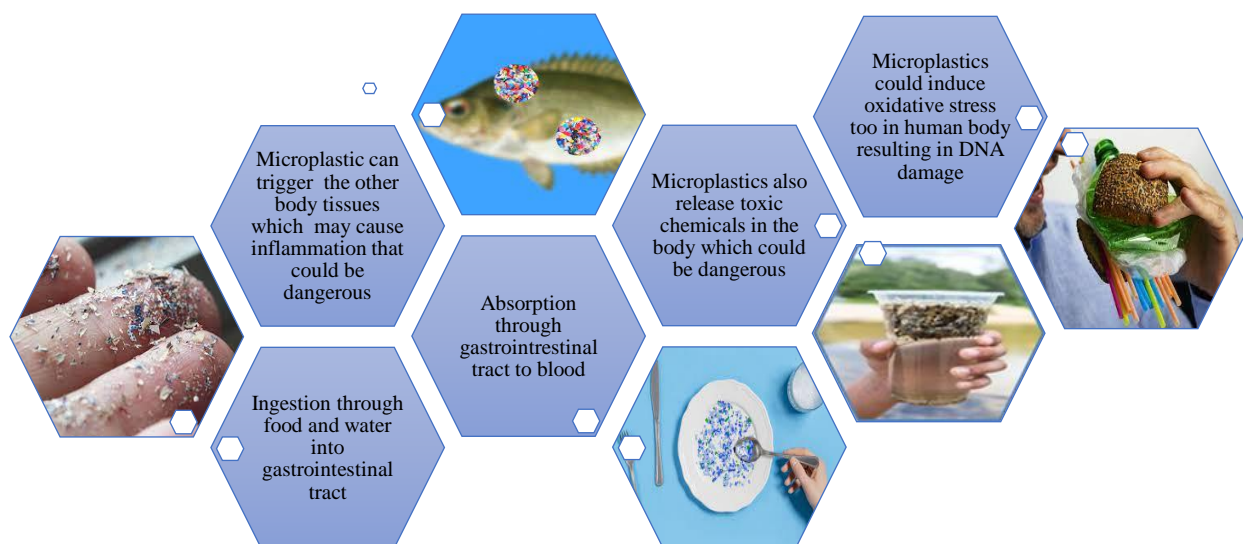 Microplastic can
trigger the other
body tissues
which may cause
inflammation that
could be
dangerous
Ingestion through
food and water
into
gastrointestinal
tract
Absorption
through
gastrointrestinal
tract to blood
Microplastics also
release toxic
chemicals in the
body which could
be dangerous
Microplastics
could induce
oxidative stress
too in human body
resulting in DNA
damage